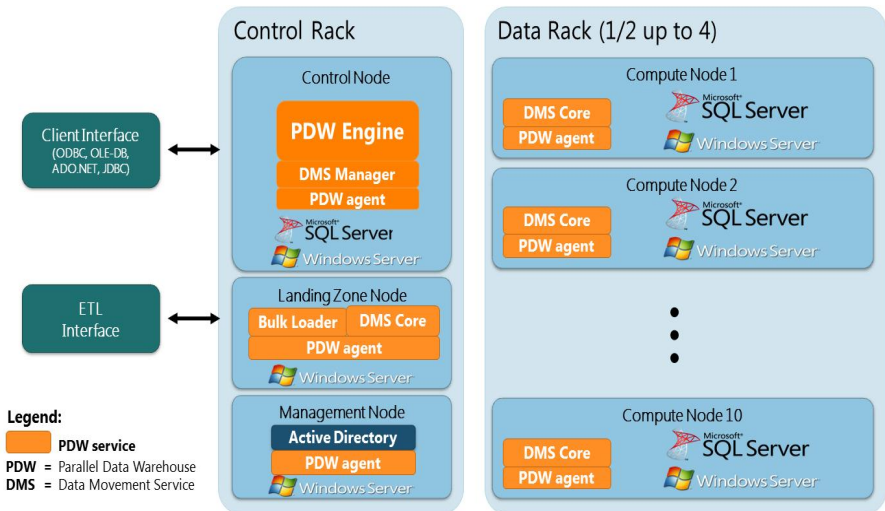 Control Rack
Control Node
PDW Engine
DMS Manager
PDW agent
Microsoft®
SQL Server
Windows Server
Client Interface
(ODBC, OLE-DB,
ADO.NET, JDBC)
Landing Zone Node
Bulk Loader
DMS Core
PDW agent
Windows Server
ETL
Interface
Management Node
Active Directory
PDW agent
Windows Server
Data Rack (1/2 up to 4)
Compute Node 1
DMS Core
PDW agent
Microsoft®
SQL Server
Windows Server
Compute Node 2
DMS Core
PDW agent
Microsoft®
SQL Server
Windows Server
Compute Node 10
DMS Core
PDW agent
Microsoft®
SQL Server
Windows Server
Legend:
PDW service
PDW = Parallel Data Warehouse
DMS = Data Movement Service